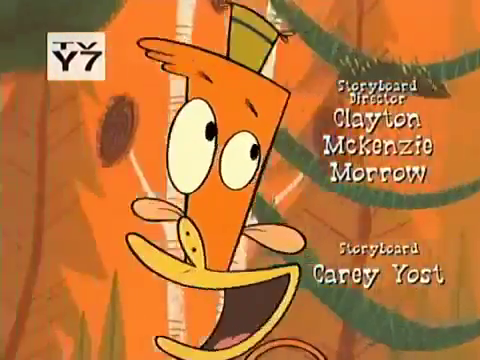 TV
Y7
Storyboard
Director
Clayton
Mckenzie
Morrow
Storyboard
Carey Yost